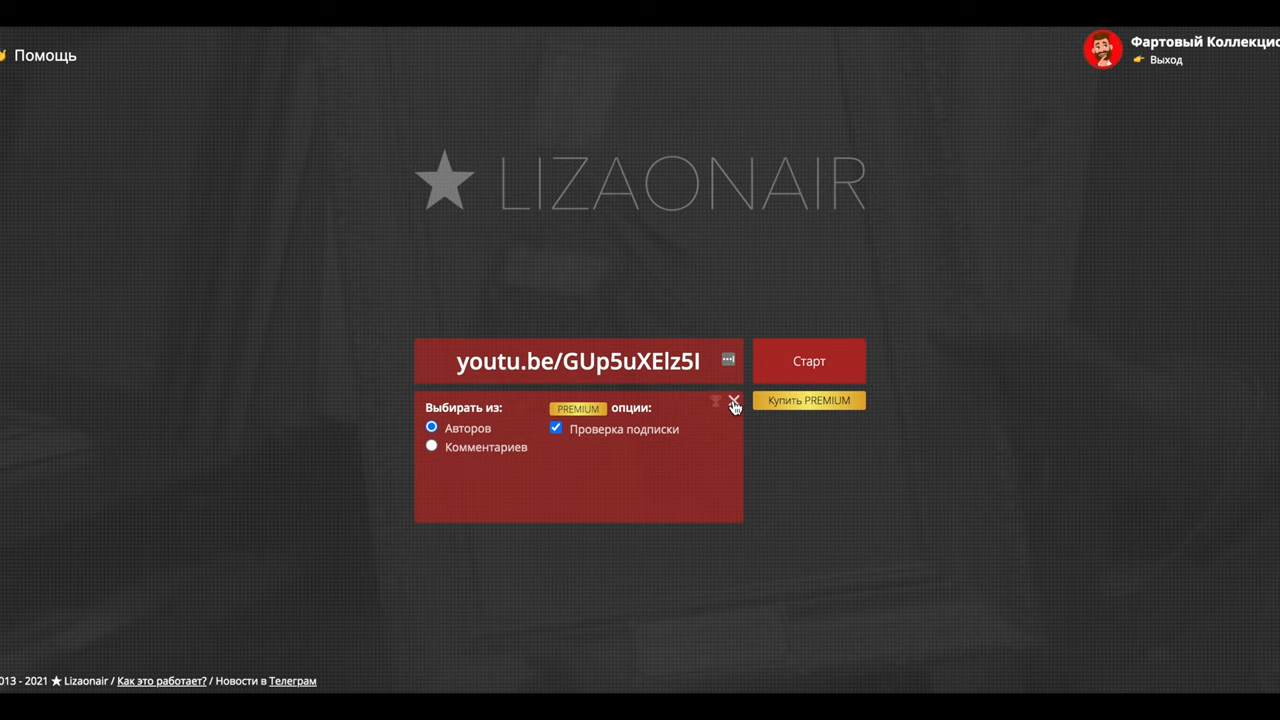 Помощь
Фартовый Коллекцио
Выход
★ LIZAONAIR
youtu.be/GUp5uXElz5I
Старт
Выбирать из:
PREMIUM опции:
Купить PREMIUM
Авторов
Проверка подписки
Комментариев
013 - 2021 ★ Lizaonair / Как это работает? / Новости в Телеграм